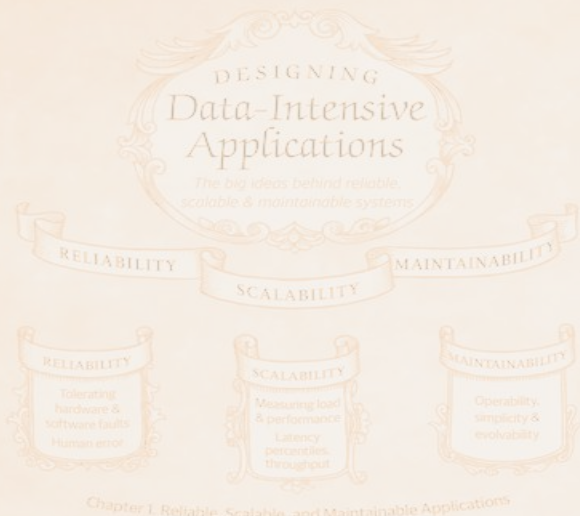 DESIGNING
Data-Intensive
Applications
The big ideas behind reliable,
scalable & maintainable systems
RELIABILITY
SCALABILITY
MAINTAINABILITY
RELIABILITY
Tolerating
hardware &
software faults
Human error
SCALABILITY
Measuring load
& performance
Latency
percentiles,
throughput
MAINTAINABILITY
Operability,
simplicity &
evolvability
Chapter 1. Reliable, Scalable, and Maintainable Applications